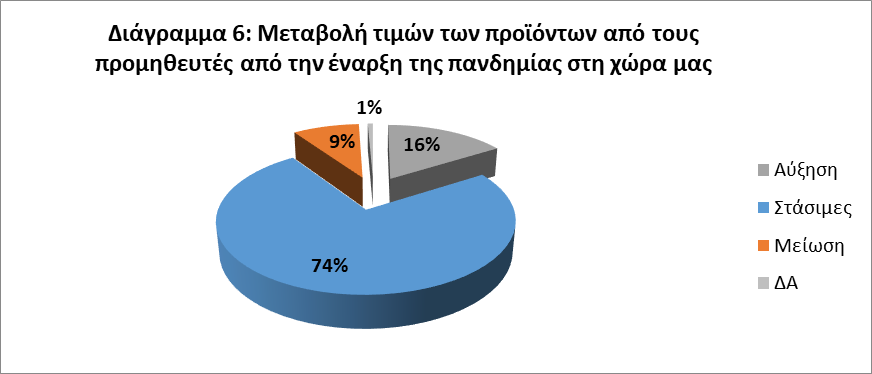 Διάγραμμα 6: Μεταβολή τιμών των προϊόντων από τους
προμηθευτές από την έναρξη της πανδημίας στη χώρα μας
1%
9%
16%
74%
Αύξηση
Στάσιμες
Μείωση
ΔΑ